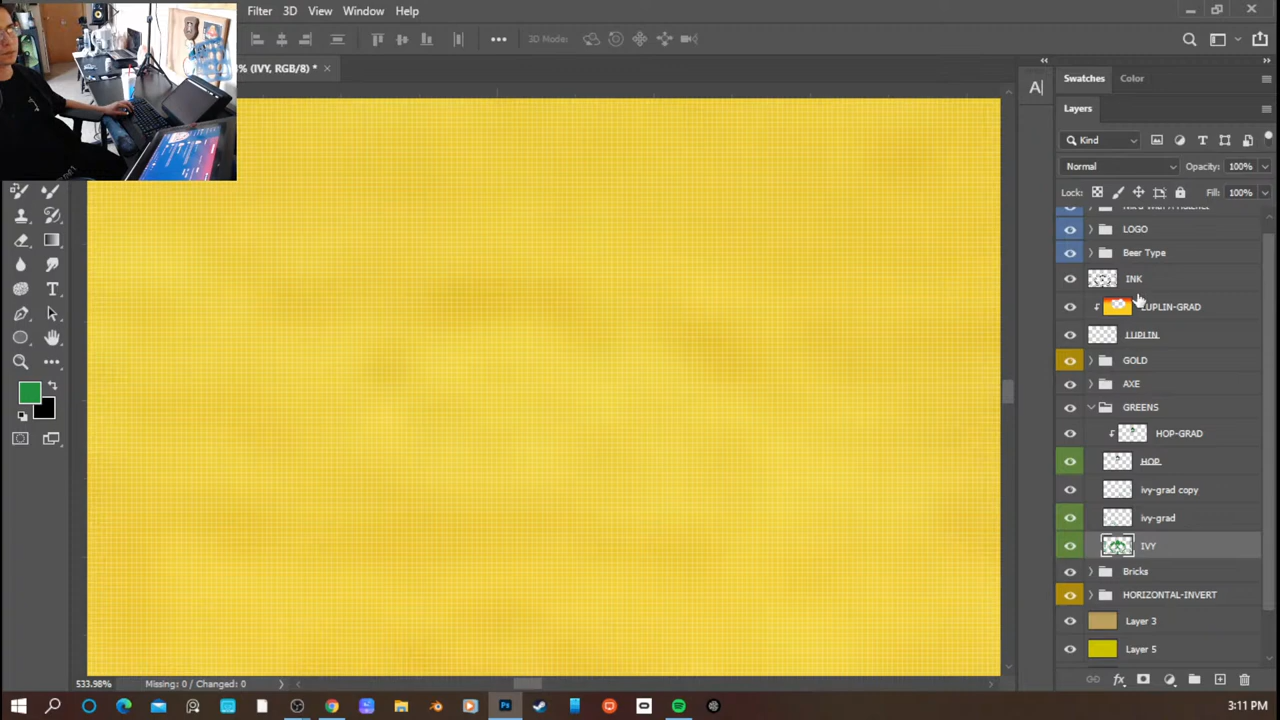 Filter 3D View Window Help
3D Mode:
% (IVY, RGB/8) * ×
Swatches Color
Layers
Kind
Normal Opacity: 100%
Lock: Fill: 100%
LOGO
Beer Type
INK
LUPLIN-GRAD
LUPLIN
GOLD
AXE
GREENS
HOP-GRAD
HOP
ivy-grad copy
ivy-grad
IVY
Bricks
HORIZONTAL-INVERT
Layer 3
Layer 5
533.98% Missing: 0 / Changed: 0
3:11 PM